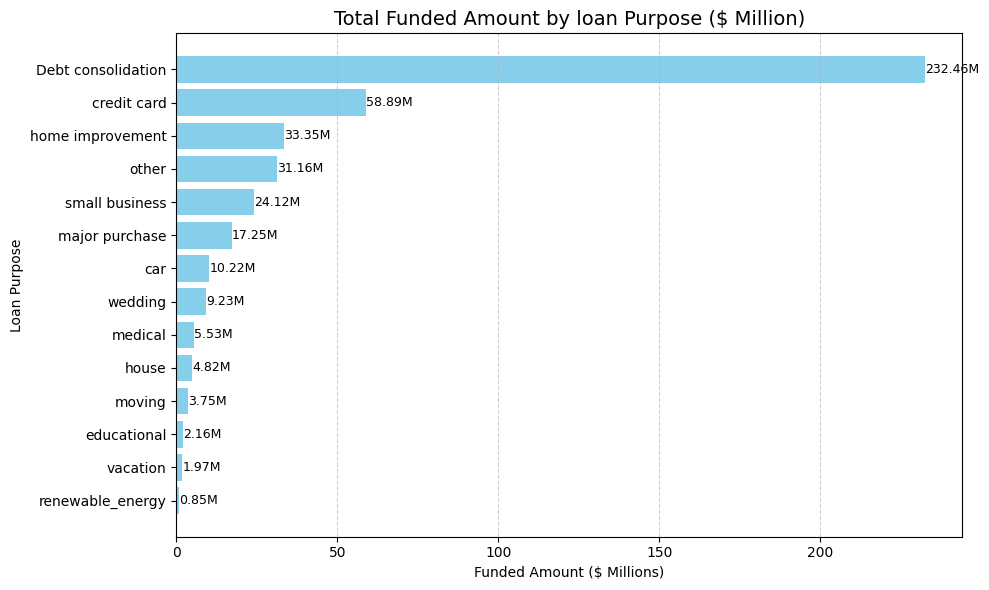 Total Funded Amount by loan Purpose ($ Million)
Loan Purpose
Debt consolidation 232.46M
credit card 58.89M
home improvement 33.35M
other 31.16M
small business 24.12M
major purchase 17.25M
car 10.22M
wedding 9.23M
medical 5.53M
house 4.82M
moving 3.75M
educational 2.16M
vacation 1.97M
renewable_energy 0.85M
0 50 100 150 200
Funded Amount ($ Millions)